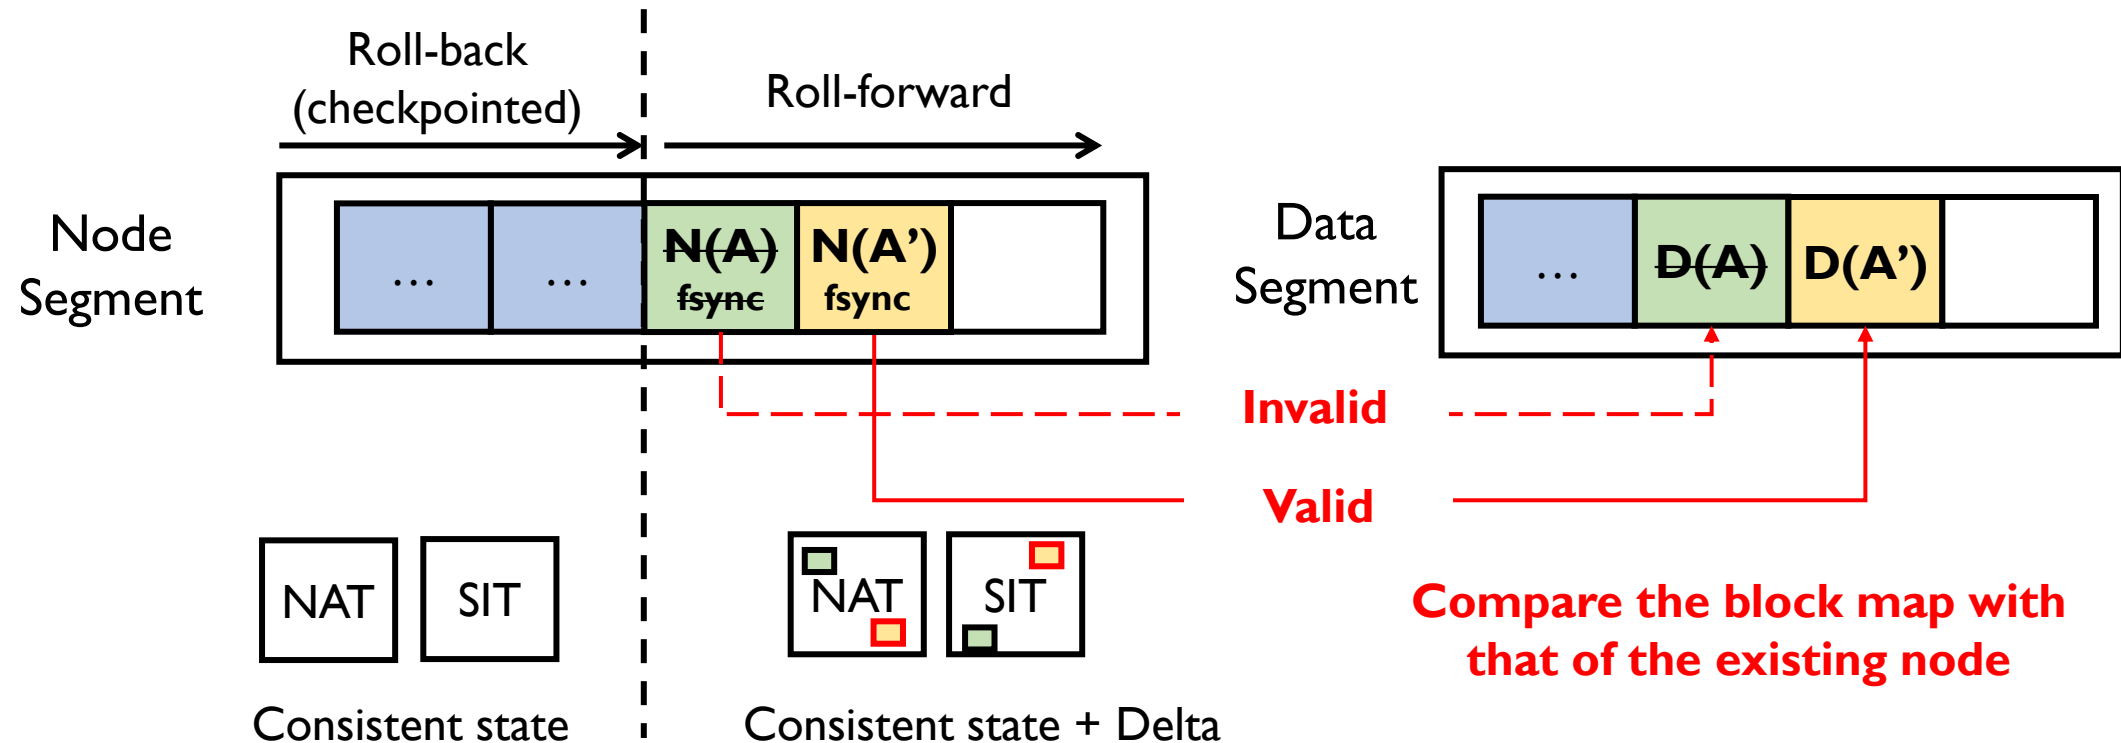 Roll-back
(checkpointed)
Roll-forward
Node
Segment
…
…
N(A)
fsync
N(A’)
fsync
Data
Segment
…
D(A)
D(A’)
Invalid
Valid
NAT
SIT
NAT
SIT
Compare the block map with
that of the existing node
Consistent state
Consistent state + Delta